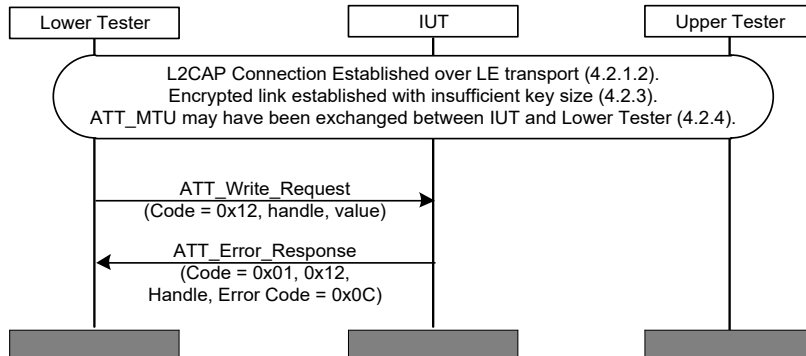 Lower Tester
IUT
Upper Tester
L2CAP Connection Established over LE transport (4.2.1.2).
Encrypted link established with insufficient key size (4.2.3).
ATT_MTU may have been exchanged between IUT and Lower Tester (4.2.4).
ATT_Write_Request
(Code = 0x12, handle, value)
ATT_Error_Response
(Code = 0x01, 0x12,
Handle, Error Code = 0x0C)